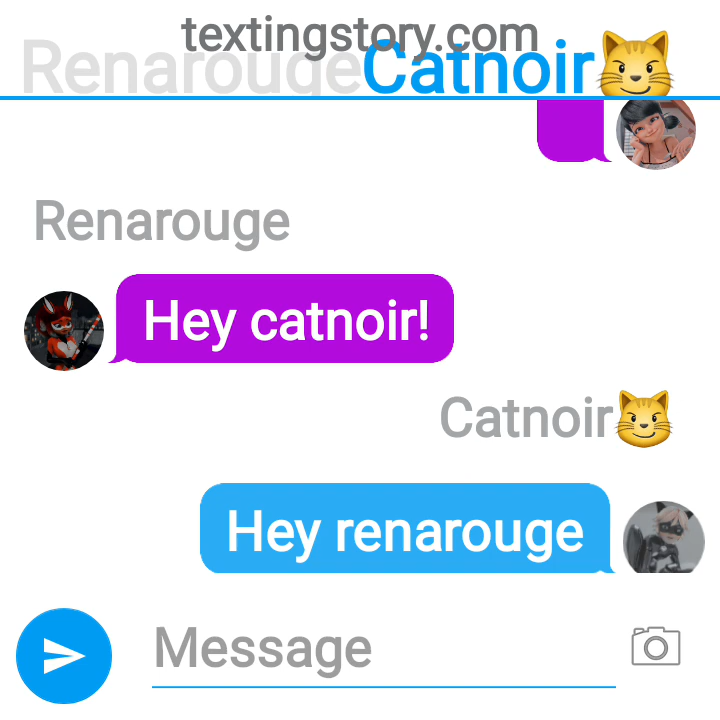 textingstory.com
Renarouge Catnoir😼
Renarouge
Hey catnoir!
Catnoir😼
Hey renarouge
Message